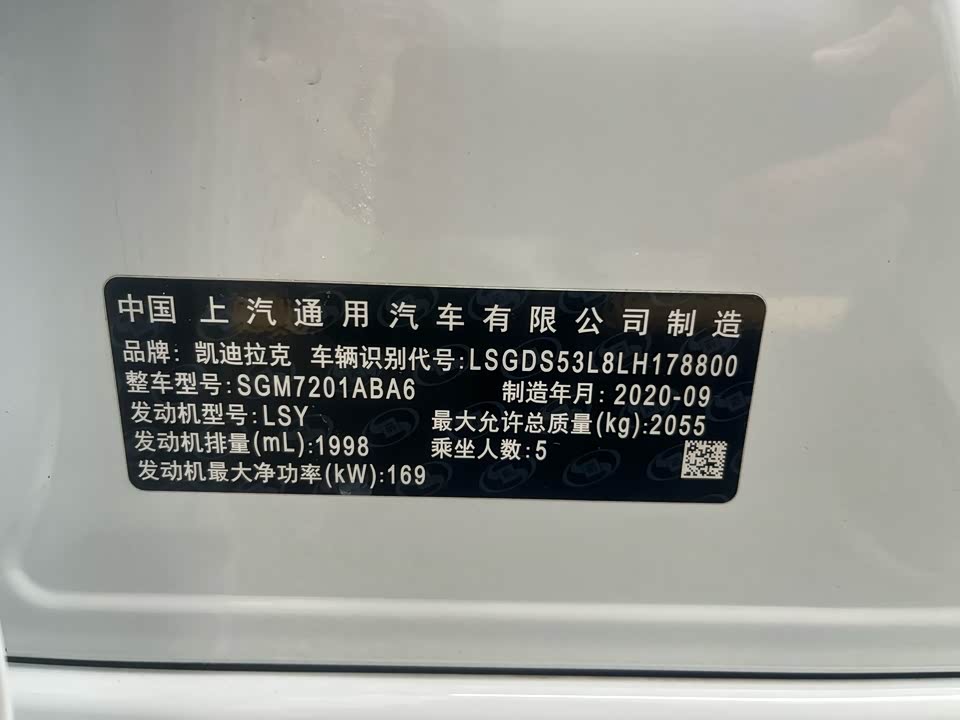 中国 上汽通用汽车有限公司制造
品牌: 凯迪拉克 车辆识别代号:LSGDS53L8LH178800
整车型号:SGM7201ABA6 制造年月: 2020-09
发动机型号:LSY 最大允许总质量(kg):2055
发动机排量(mL):1998 乘坐人数:5
发动机最大净功率(kW):169